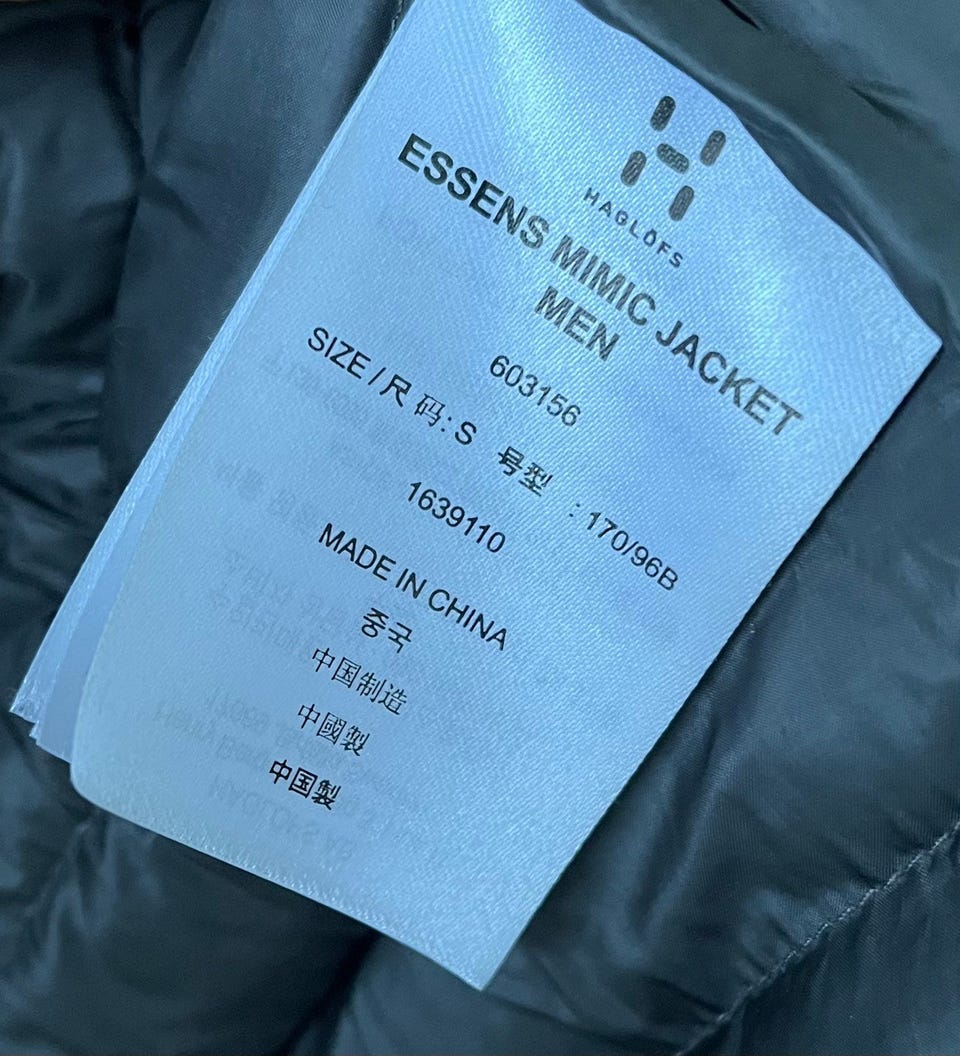 HAGLÖFS
ESSENS MIMIC JACKET
MEN
603156
SIZE / 尺 码: S 号型 : 170/96B
1639110
MADE IN CHINA
중국
中国制造
中國製
中国製